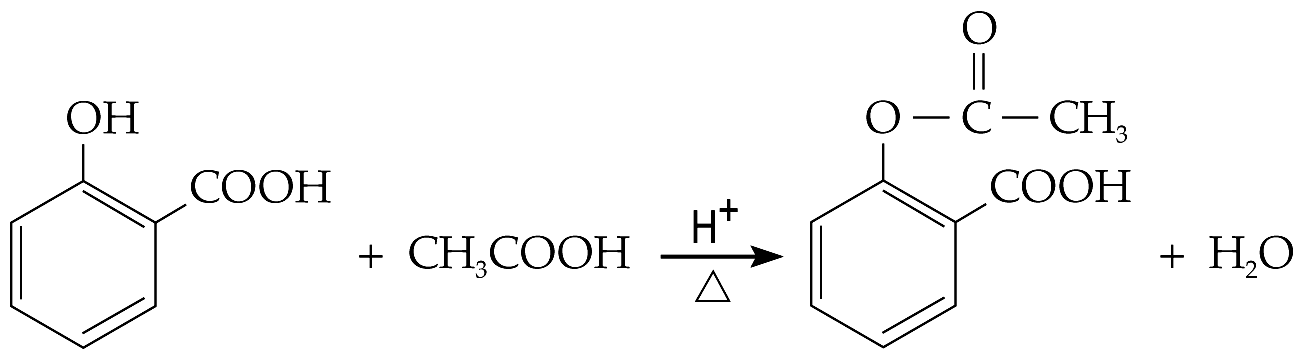 OH
COOH
+ CH₃COOH
H⁺
△
O
O — C — CH₃
COOH
+ H₂O